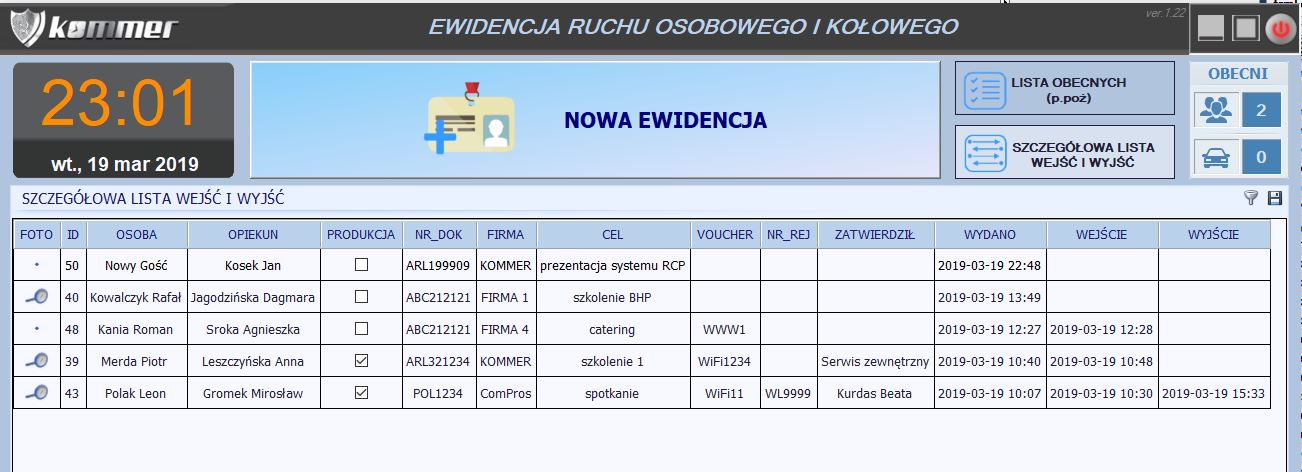 kommer
EWIDENCJA RUCHU OSOBOWEGO I KOŁOWEGO
ver.1.22
23:01
wt., 19 mar 2019
NOWA EWIDENCJA
LISTA OBECNYCH
(p.poż)
SZCZEGÓŁOWA LISTA
WEJŚĆ I WYJŚĆ
OBECNI
2
0
SZCZEGÓŁOWA LISTA WEJŚĆ I WYJŚĆ
FOTO ID OSOBA OPIEKUN PRODUKCJA NR_DOK FIRMA CEL VOUCHER NR_REJ ZATWIERDZIŁ WYDANO WEJŚCIE WYJŚCIE
50 Nowy Gość Kosek Jan ARL199909 KOMMER prezentacja systemu RCP 2019-03-19 22:48
40 Kowalczyk Rafał Jagodzińska Dagmara ABC212121 FIRMA 1 szkolenie BHP 2019-03-19 13:49
48 Kania Roman Sroka Agnieszka ABC212121 FIRMA 4 catering WWW1 2019-03-19 12:27 2019-03-19 12:28
39 Merda Piotr Leszczyńska Anna ARL321234 KOMMER szkolenie 1 WiFi1234 Serwis zewnętrzny 2019-03-19 10:40 2019-03-19 10:48
43 Polak Leon Gromek Mirosław POL1234 ComPros spotkanie WiFi11 WL9999 Kurdas Beata 2019-03-19 10:07 2019-03-19 10:30 2019-03-19 15:33